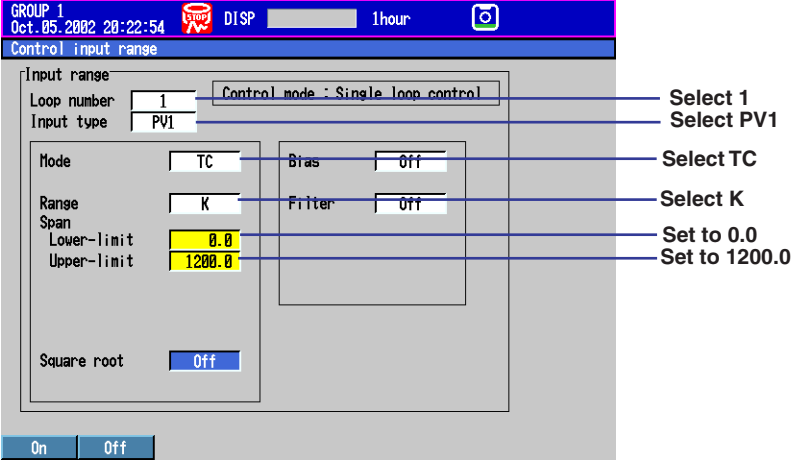 GROUP 1
Oct.05.2002 20:22:54 STOP DISP 1hour
Control input range
Input range
Control mode : Single loop control
Loop number 1 Select 1
Input type PV1 Select PV1
Mode TC Bias Off Select TC
Range K Filter Off Select K
Span
Lower-limit 0.0 Set to 0.0
Upper-limit 1200.0 Set to 1200.0
Square root Off
On Off